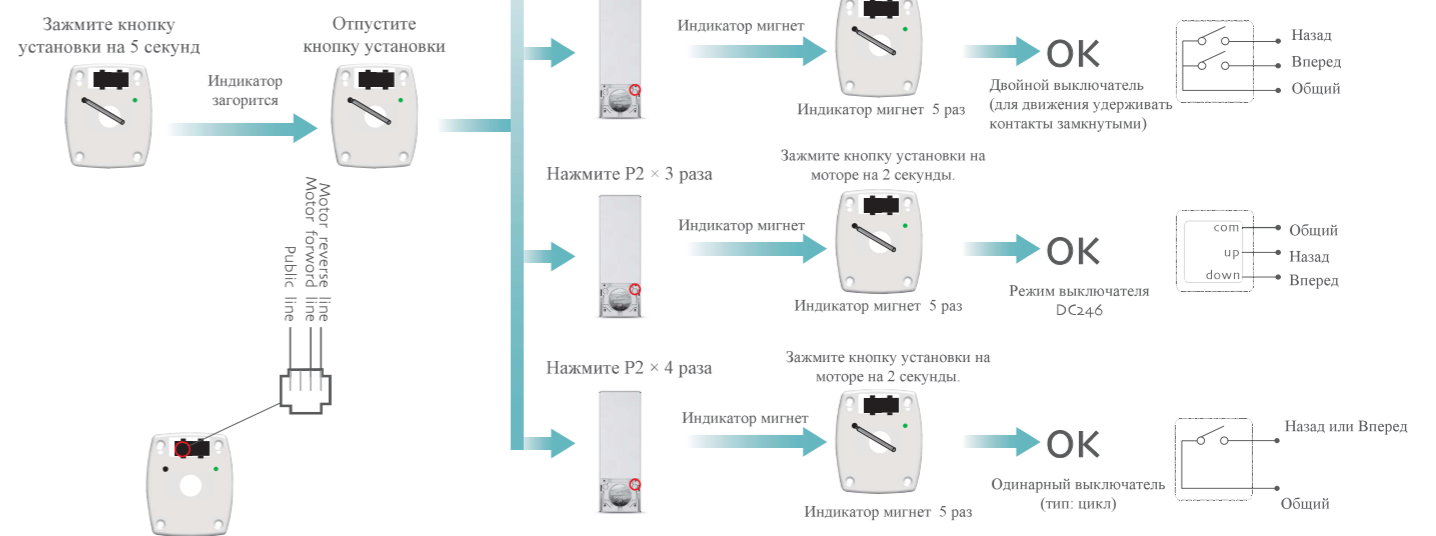 Зажмите кнопку
установки на 5 секунд
Индикатор
загорится
Отпустите
кнопку установки
Индикатор мигнет
Индикатор мигнет 5 раз
OK
Двойной выключатель
(для движения удерживать
контакты замкнутыми)
Назад
Вперед
Общий
Нажмите P2 × 3 раза
Индикатор мигнет
Зажмите кнопку установки на
моторе на 2 секунды.
Индикатор мигнет 5 раз
OK
Режим выключателя
DC246
com
up
down
Общий
Назад
Вперед
Motor reverse line
Motor forword line
Public line
Нажмите P2 × 4 раза
Индикатор мигнет
Зажмите кнопку установки на
моторе на 2 секунды.
Индикатор мигнет 5 раз
OK
Одинарный выключатель
(тип: цикл)
Назад или Вперед
Общий